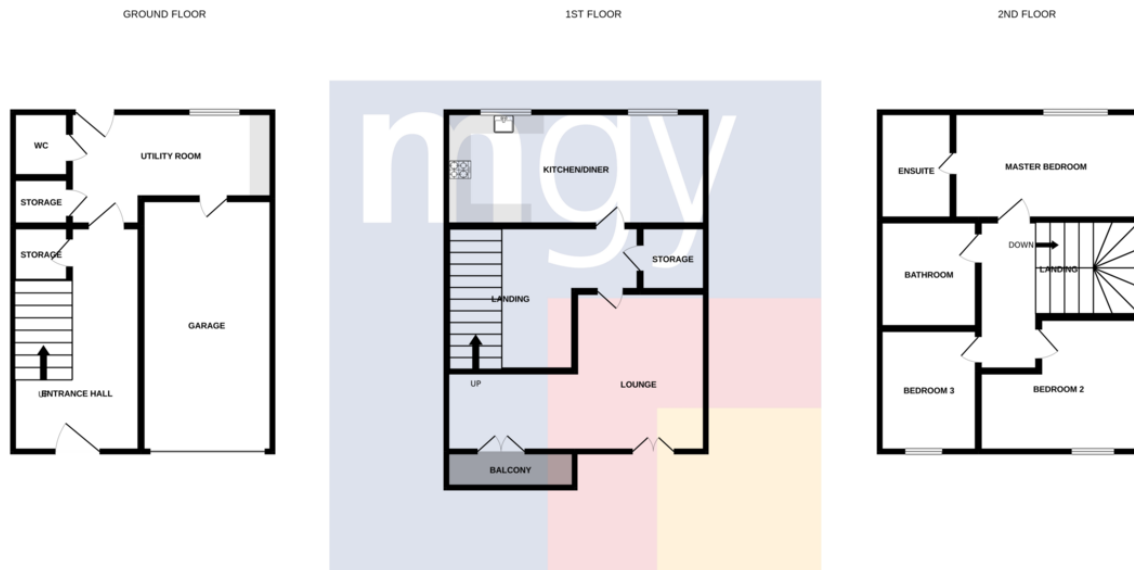 GROUND FLOOR
WC
UTILITY ROOM
STORAGE
STORAGE
GARAGE
UP
ENTRANCE HALL
1ST FLOOR
mgy
KITCHEN/DINER
STORAGE
LANDING
UP
LOUNGE
BALCONY
2ND FLOOR
ENSUITE
MASTER BEDROOM
DOWN
LANDING
BATHROOM
BEDROOM 3
BEDROOM 2